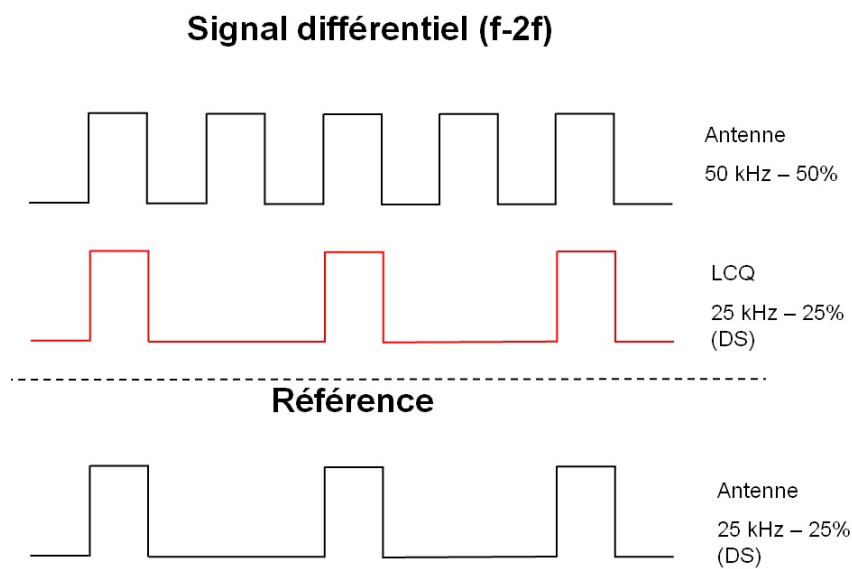 Signal différentiel (f-2f)
Antenne
50 kHz – 50%
LCQ
25 kHz – 25%
(DS)
Référence
Antenne
25 kHz – 25%
(DS)